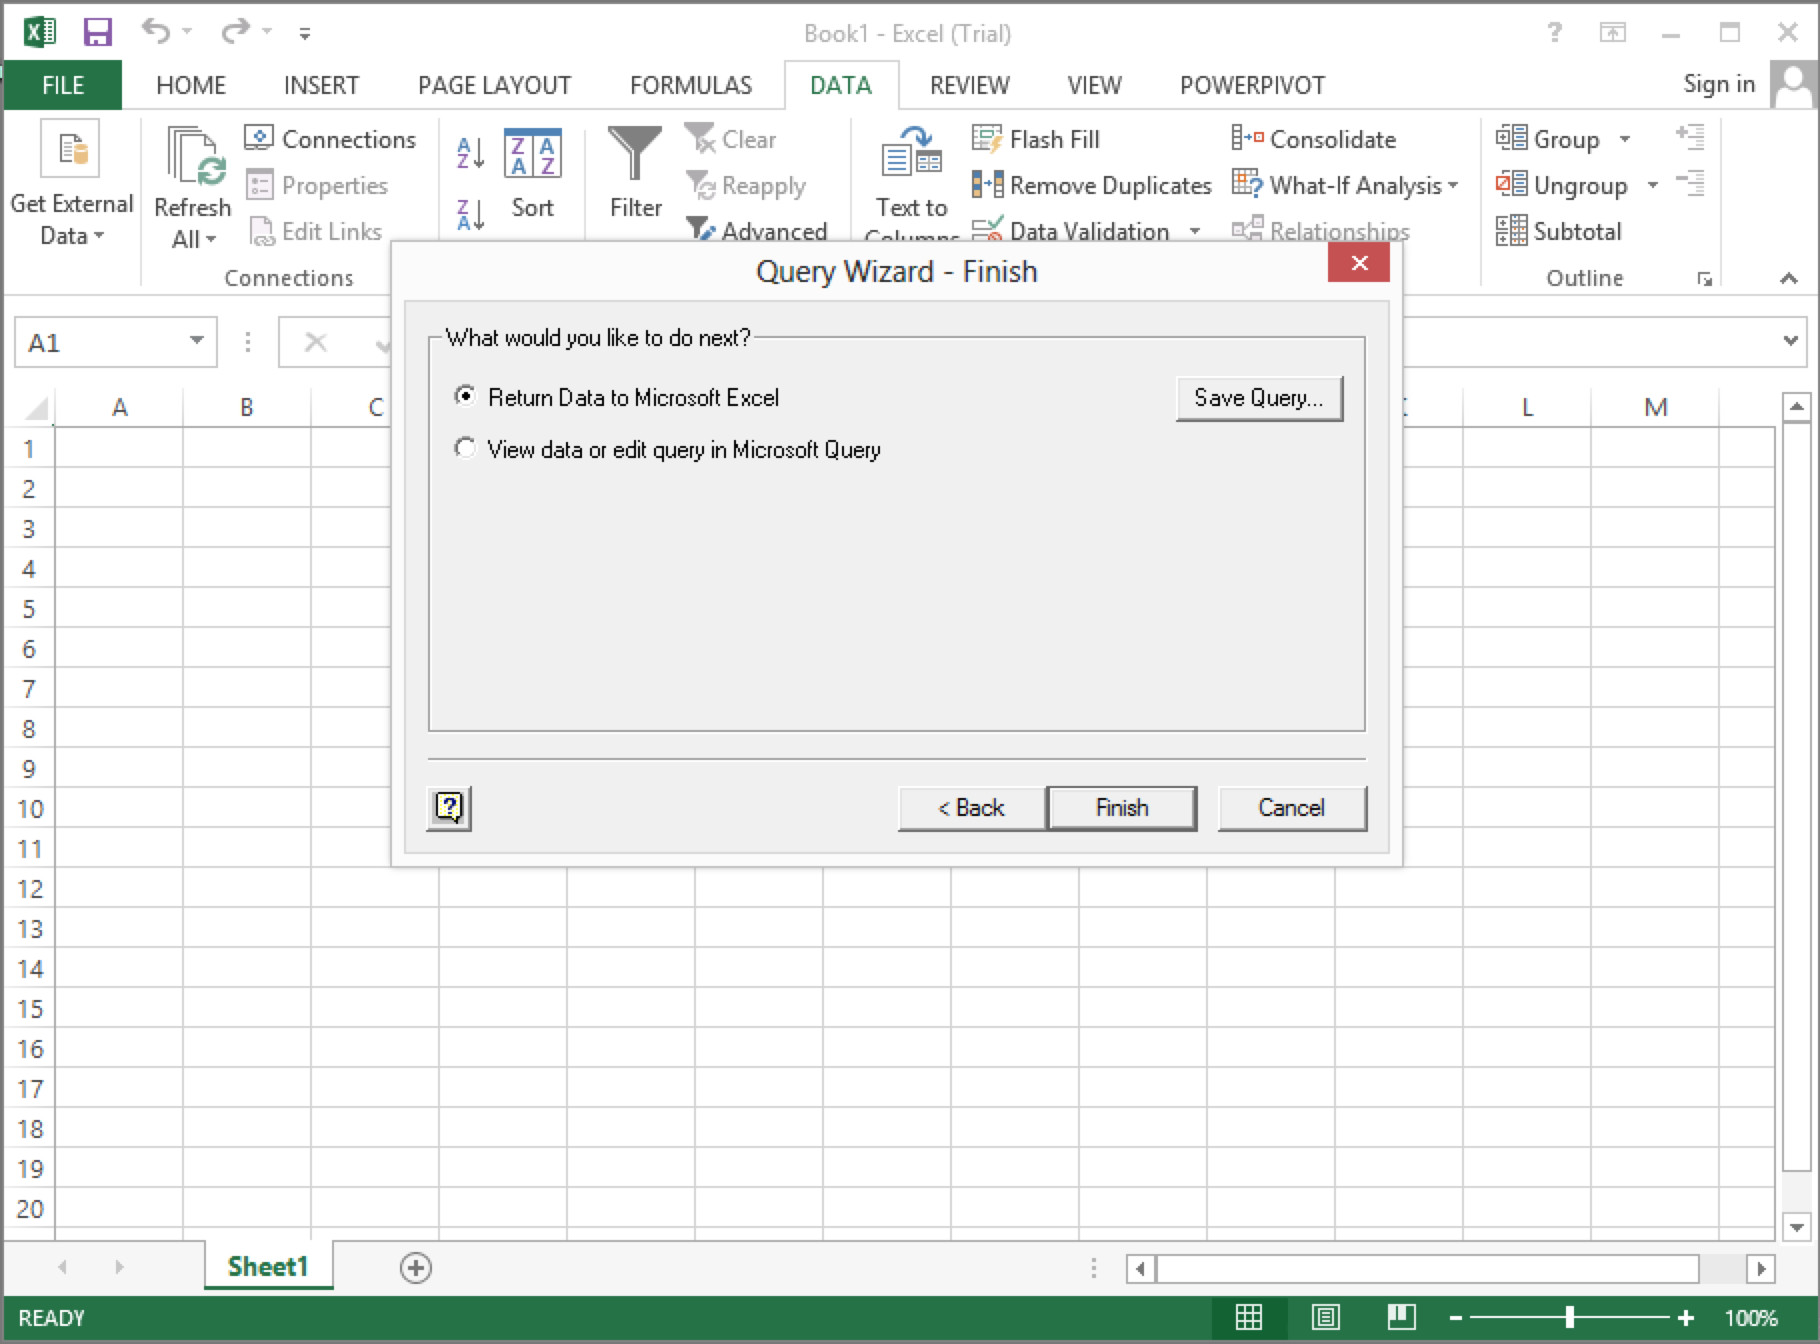 Book1 - Excel (Trial)
FILE HOME INSERT PAGE LAYOUT FORMULAS DATA REVIEW VIEW POWERPIVOT Sign in
Get External Data
Refresh All
Connections
Properties
Edit Links
Connections
Sort
Filter
Clear
Reapply
Advanced
Text to
Columns
Flash Fill
Remove Duplicates
Data Validation
Consolidate
What-If Analysis
Relationships
Group
Ungroup
Subtotal
Outline
A1
Query Wizard - Finish
What would you like to do next?
Return Data to Microsoft Excel
Save Query...
View data or edit query in Microsoft Query
< Back Finish Cancel
A B C L M
1
2
3
4
5
6
7
8
9
10
11
12
13
14
15
16
17
18
19
20
Sheet1
READY 100%